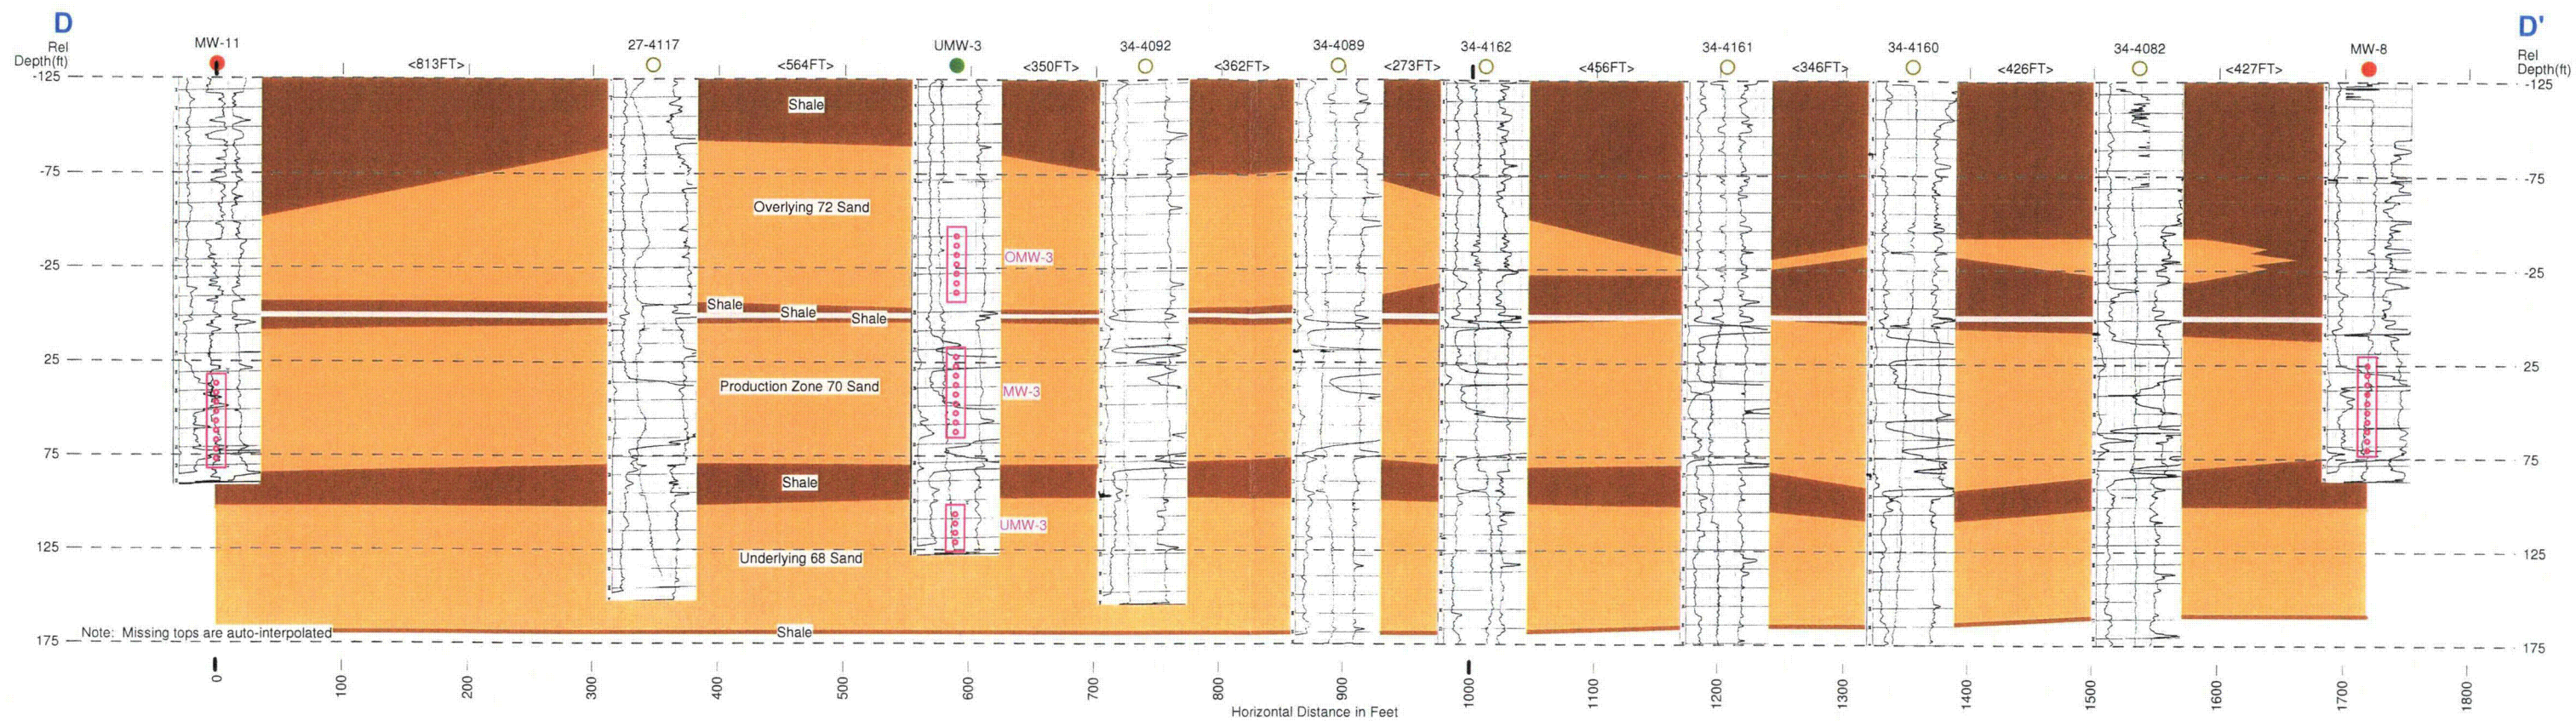 D
D'
MW-11
27-4117
UMW-3
34-4092
34-4089
34-4162
34-4161
34-4160
34-4082
MW-8
Rel
Depth(ft)
Rel
Depth(ft)
<813FT>
<564FT>
<350FT>
<362FT>
<273FT>
<456FT>
<346FT>
<426FT>
<427FT>
-125
-125
Shale
-75
-75
Overlying 72 Sand
OMW-3
-25
-25
Shale
Shale
Shale
25
25
Production Zone 70 Sand
MW-3
75
75
Shale
UMW-3
125
125
Underlying 68 Sand
Note: Missing tops are auto-interpolated
Shale
175
175
0
100
200
300
400
500
600
700
800
900
1000
1100
1200
1300
1400
1500
1600
1700
1800
Horizontal Distance in Feet